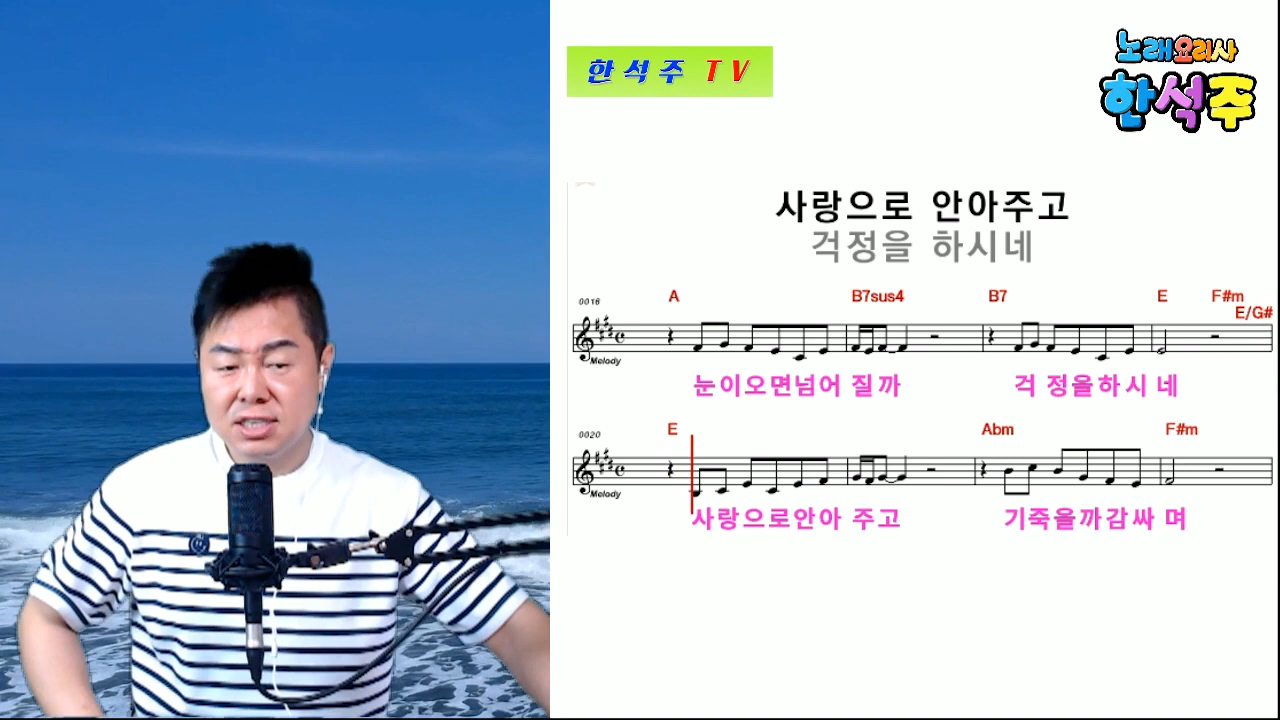 한석주 TV
노래요리사
한석주
사랑으로 안아주고
걱정을 하시네
A B7sus4 B7 E F#m E/G#
0016
Melody
눈이오면넘어 질까 걱 정을하시 네
E Abm F#m
0020
Melody
사랑으로안아 주고 기죽을까감싸 며